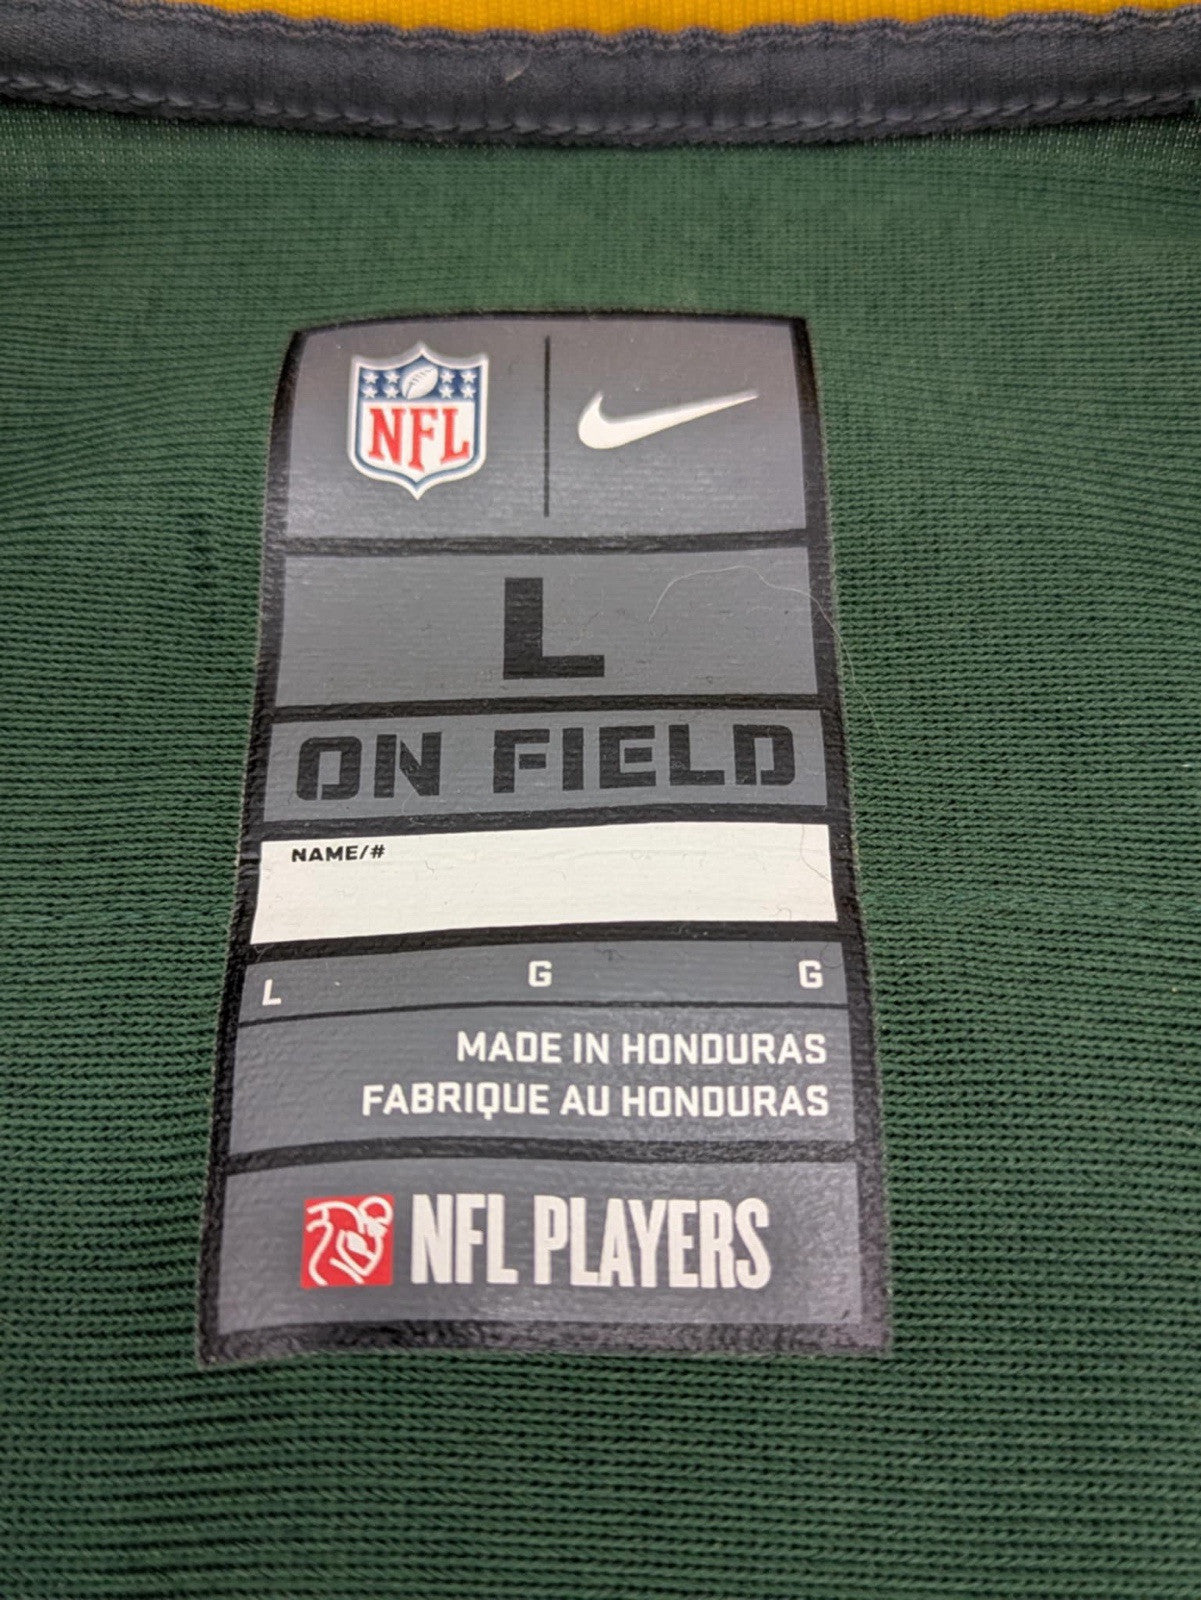 NFL
L
ON FIELD
NAME/#
L G G
MADE IN HONDURAS
FABRIQUE AU HONDURAS
NFL PLAYERS